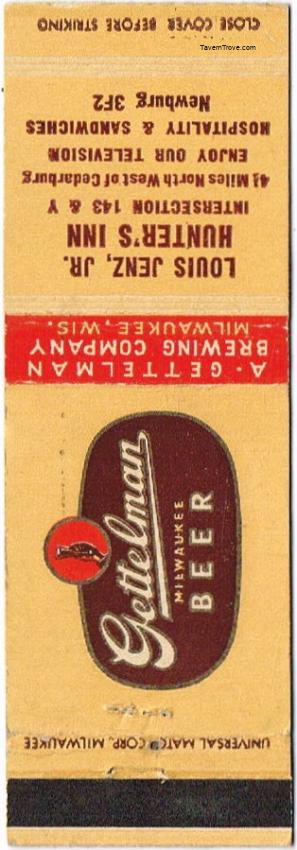 TavernTrove.com
CLOSE COVER BEFORE STRIKING
LOUIS JENZ, JR.
HUNTER'S INN
INTERSECTION 143 & Y
4½ Miles North West of Cedarburg
ENJOY OUR TELEVISION
HOSPITALITY & SANDWICHES
Newburg 3F2
A. GETTELMAN
BREWING COMPANY
MILWAUKEE, WIS.
Gettelman
MILWAUKEE
BEER
UNIVERSAL MATCH CORP., MILWAUKEE